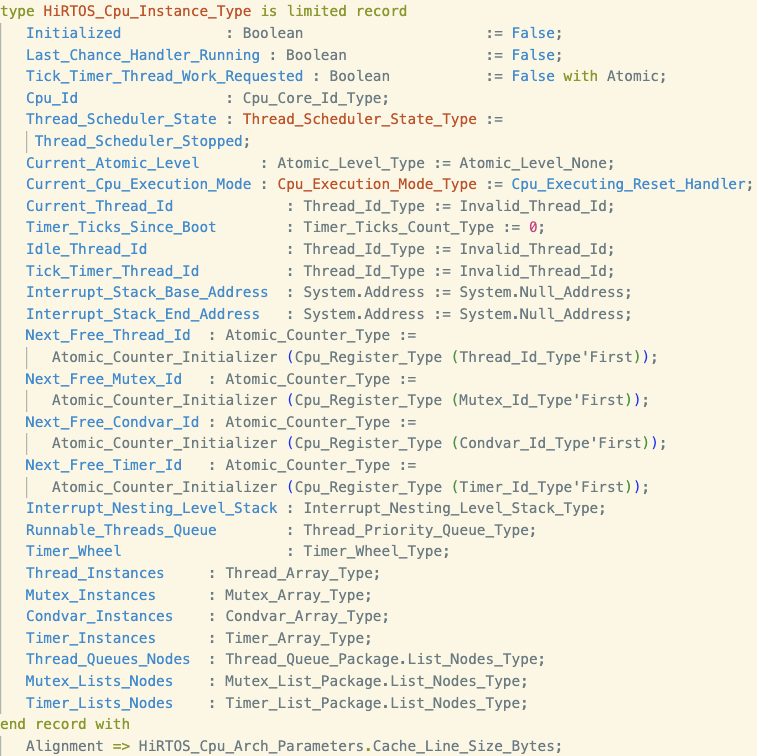 type HiRTOS_Cpu_Instance_Type is limited record
Initialized : Boolean := False;
Last_Chance_Handler_Running : Boolean := False;
Tick_Timer_Thread_Work_Requested : Boolean := False with Atomic;
Cpu_Id : Cpu_Core_Id_Type;
Thread_Scheduler_State : Thread_Scheduler_State_Type :=
Thread_Scheduler_Stopped;
Current_Atomic_Level : Atomic_Level_Type := Atomic_Level_None;
Current_Cpu_Execution_Mode : Cpu_Execution_Mode_Type := Cpu_Executing_Reset_Handler;
Current_Thread_Id : Thread_Id_Type := Invalid_Thread_Id;
Timer_Ticks_Since_Boot : Timer_Ticks_Count_Type := 0;
Idle_Thread_Id : Thread_Id_Type := Invalid_Thread_Id;
Tick_Timer_Thread_Id : Thread_Id_Type := Invalid_Thread_Id;
Interrupt_Stack_Base_Address : System.Address := System.Null_Address;
Interrupt_Stack_End_Address : System.Address := System.Null_Address;
Next_Free_Thread_Id : Atomic_Counter_Type :=
Atomic_Counter_Initializer (Cpu_Register_Type (Thread_Id_Type'First));
Next_Free_Mutex_Id : Atomic_Counter_Type :=
Atomic_Counter_Initializer (Cpu_Register_Type (Mutex_Id_Type'First));
Next_Free_Condvar_Id : Atomic_Counter_Type :=
Atomic_Counter_Initializer (Cpu_Register_Type (Condvar_Id_Type'First));
Next_Free_Timer_Id : Atomic_Counter_Type :=
Atomic_Counter_Initializer (Cpu_Register_Type (Timer_Id_Type'First));
Interrupt_Nesting_Level_Stack : Interrupt_Nesting_Level_Stack_Type;
Runnable_Threads_Queue : Thread_Priority_Queue_Type;
Timer_Wheel : Timer_Wheel_Type;
Thread_Instances : Thread_Array_Type;
Mutex_Instances : Mutex_Array_Type;
Condvar_Instances : Condvar_Array_Type;
Timer_Instances : Timer_Array_Type;
Thread_Queues_Nodes : Thread_Queue_Package.List_Nodes_Type;
Mutex_Lists_Nodes : Mutex_List_Package.List_Nodes_Type;
Timer_Lists_Nodes : Timer_List_Package.List_Nodes_Type;
end record with
Alignment => HiRTOS_Cpu_Arch_Parameters.Cache_Line_Size_Bytes;